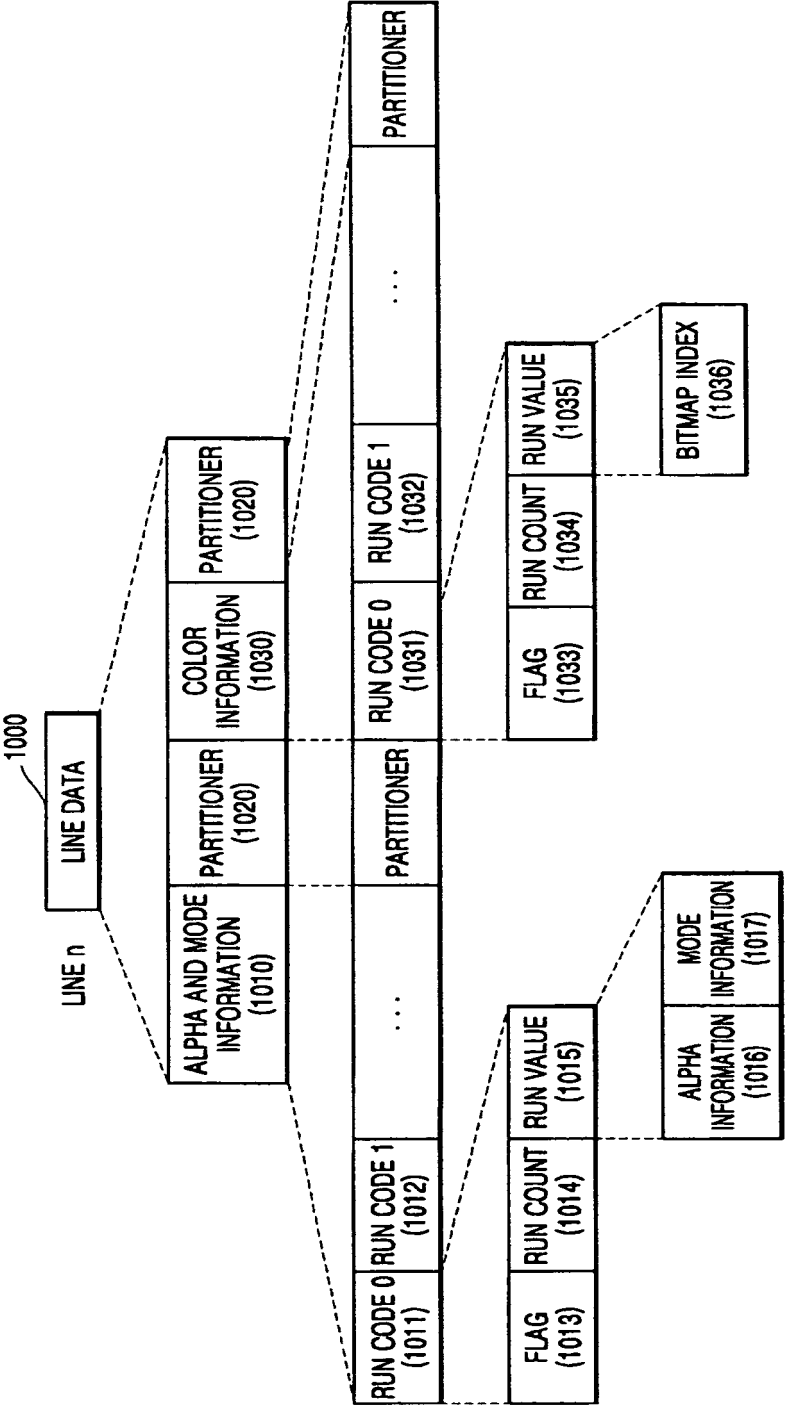 1000
LINE n
LINE DATA
ALPHA AND MODE
INFORMATION
(1010)
PARTITIONER
(1020)
COLOR
INFORMATION
(1030)
PARTITIONER
(1020)
RUN CODE 0
(1011)
RUN CODE 1
(1012)
...
PARTITIONER
RUN CODE 0
(1031)
RUN CODE 1
(1032)
...
PARTITIONER
FLAG
(1013)
RUN COUNT
(1014)
RUN VALUE
(1015)
FLAG
(1033)
RUN COUNT
(1034)
RUN VALUE
(1035)
ALPHA
INFORMATION
(1016)
MODE
INFORMATION
(1017)
BITMAP INDEX
(1036)